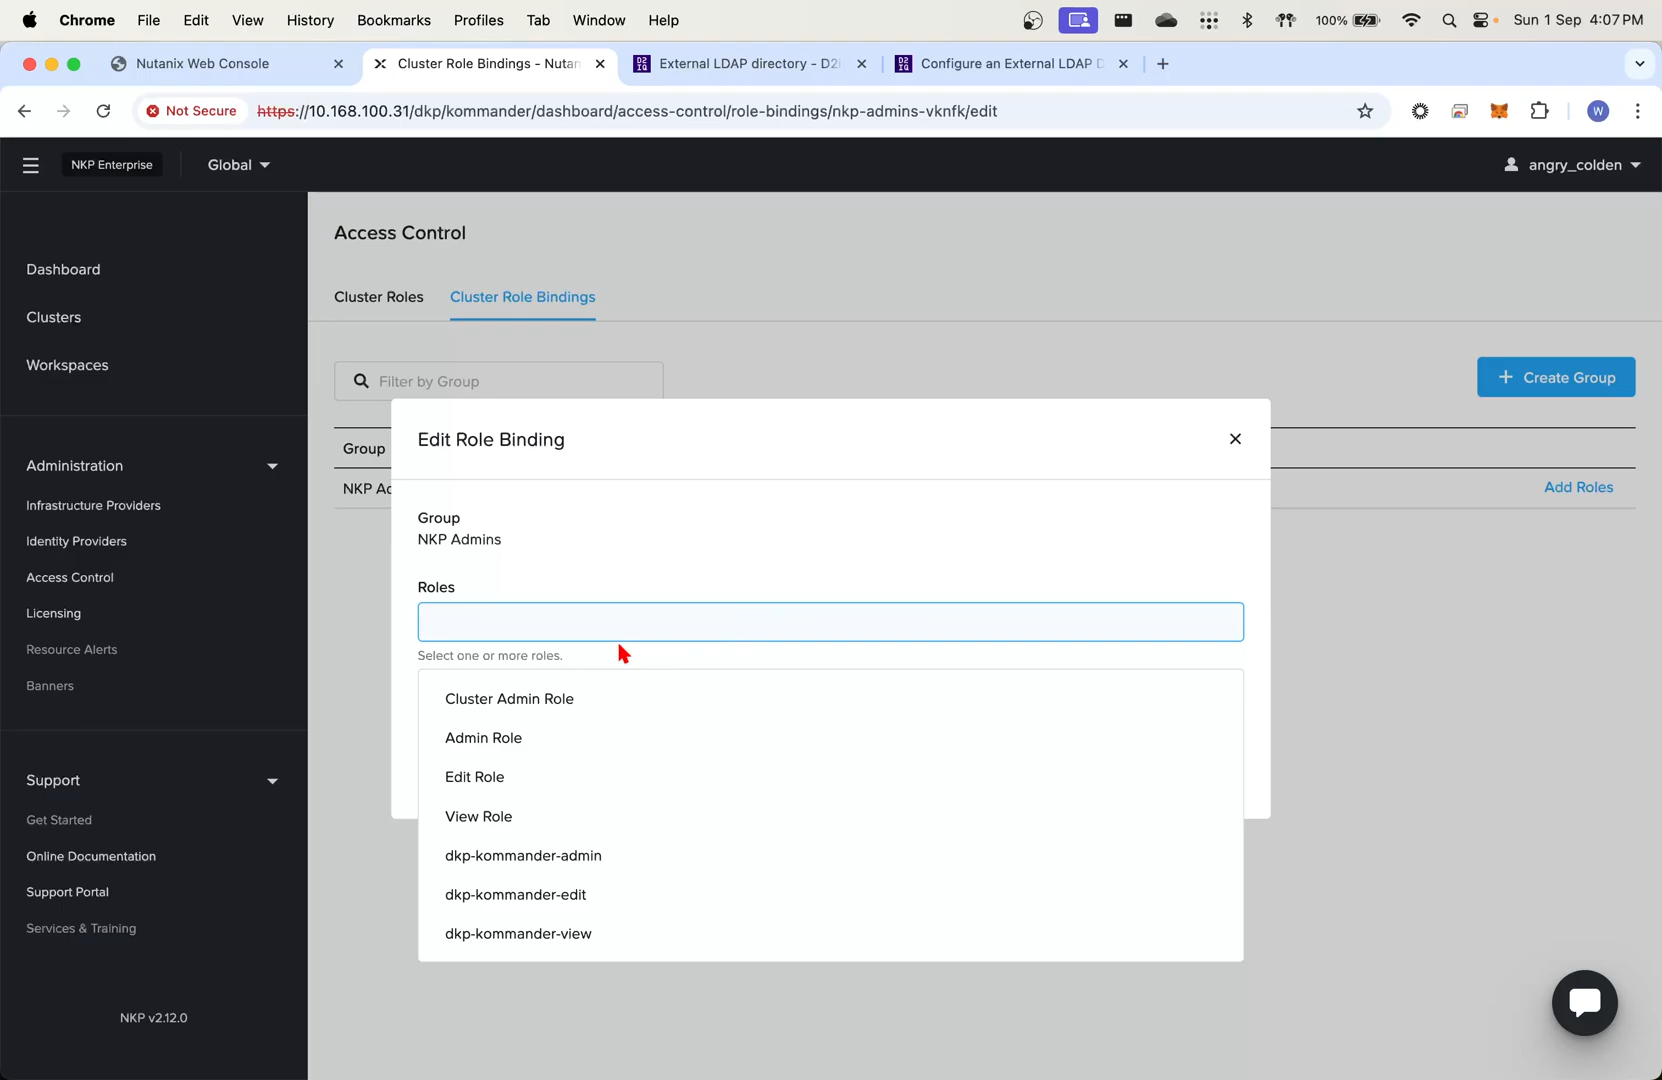 Chrome File Edit View History Bookmarks Profiles Tab Window Help 100% Sun 1 Sep 4:07 PM
Nutanix Web Console
Cluster Role Bindings - Nutan
External LDAP directory - D2i
Configure an External LDAP D
Not Secure https://10.168.100.31/dkp/kommander/dashboard/access-control/role-bindings/nkp-admins-vknfk/edit
W
NKP Enterprise
Global
angry_colden
Dashboard
Clusters
Workspaces
Administration
Infrastructure Providers
Identity Providers
Access Control
Licensing
Resource Alerts
Banners
Support
Get Started
Online Documentation
Support Portal
Services & Training
NKP v2.12.0
Access Control
Cluster Roles
Cluster Role Bindings
Filter by Group
+ Create Group
Group
NKP Ad
Add Roles
Edit Role Binding
Group
NKP Admins
Roles
Select one or more roles.
Cluster Admin Role
Admin Role
Edit Role
View Role
dkp-kommander-admin
dkp-kommander-edit
dkp-kommander-view